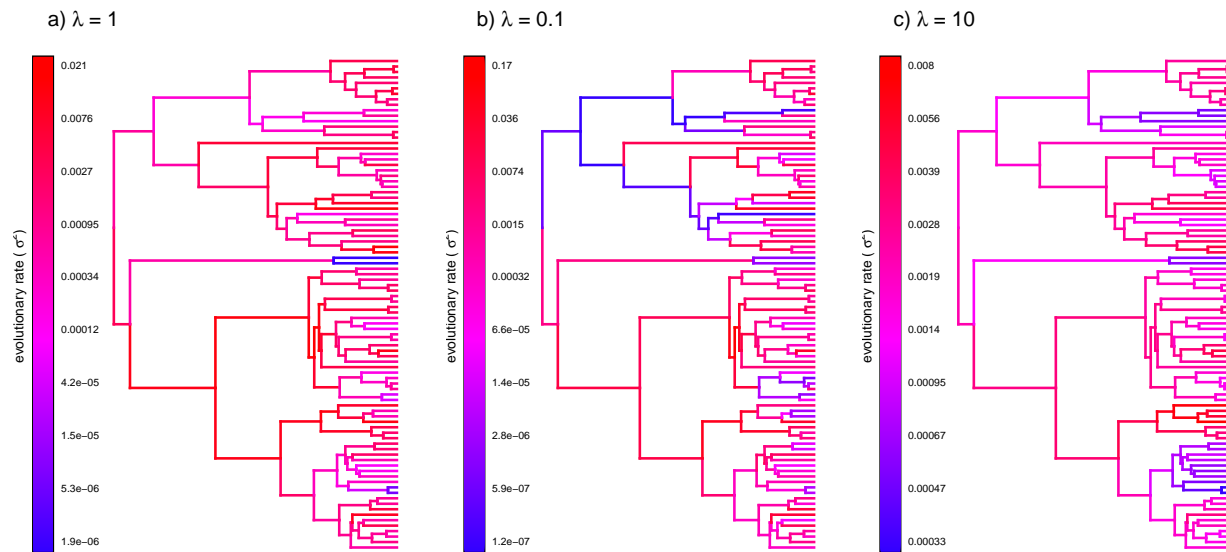 a) λ = 1
b) λ = 0.1
c) λ = 10
evolutionary rate ( σ²)
0.021
0.0076
0.0027
0.00095
0.00034
0.00012
4.2e−05
1.5e−05
5.3e−06
1.9e−06
evolutionary rate ( σ²)
0.17
0.036
0.0074
0.0015
0.00032
6.6e−05
1.4e−05
2.8e−06
5.9e−07
1.2e−07
evolutionary rate ( σ²)
0.008
0.0056
0.0039
0.0028
0.0019
0.0014
0.00095
0.00067
0.00047
0.00033